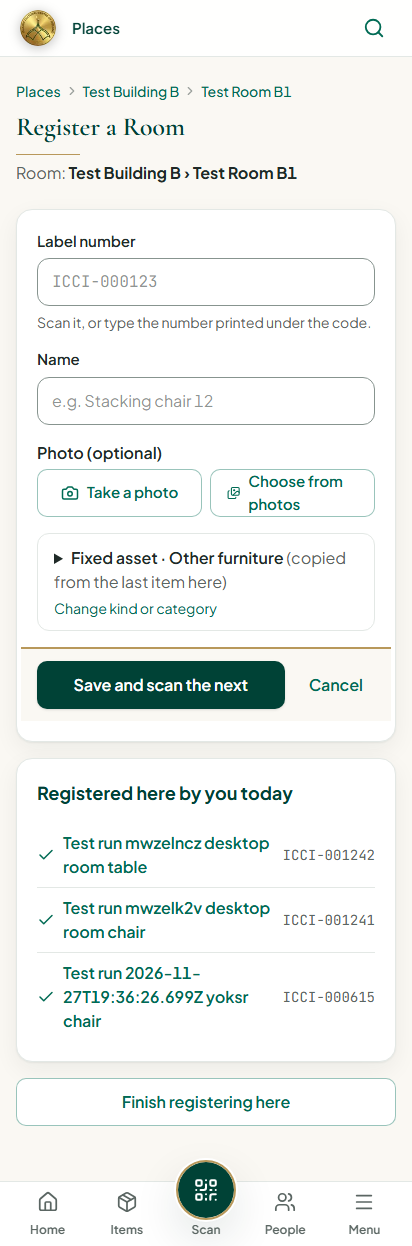 Places
Places > Test Building B > Test Room B1
Register a Room
Room: Test Building B › Test Room B1
Label number
ICCI-000123
Scan it, or type the number printed under the code.
Name
e.g. Stacking chair 12
Photo (optional)
Take a photo
Choose from
photos
Fixed asset · Other furniture (copied
from the last item here)
Change kind or category
Save and scan the next
Cancel
Registered here by you today
Test run mwzelncz desktop
room table
ICCI-001242
Test run mwzelk2v desktop
room chair
ICCI-001241
Test run 2026-11-
27T19:36:26.699Z yoksr
chair
ICCI-000615
Finish registering here
Home
Items
Scan
People
Menu